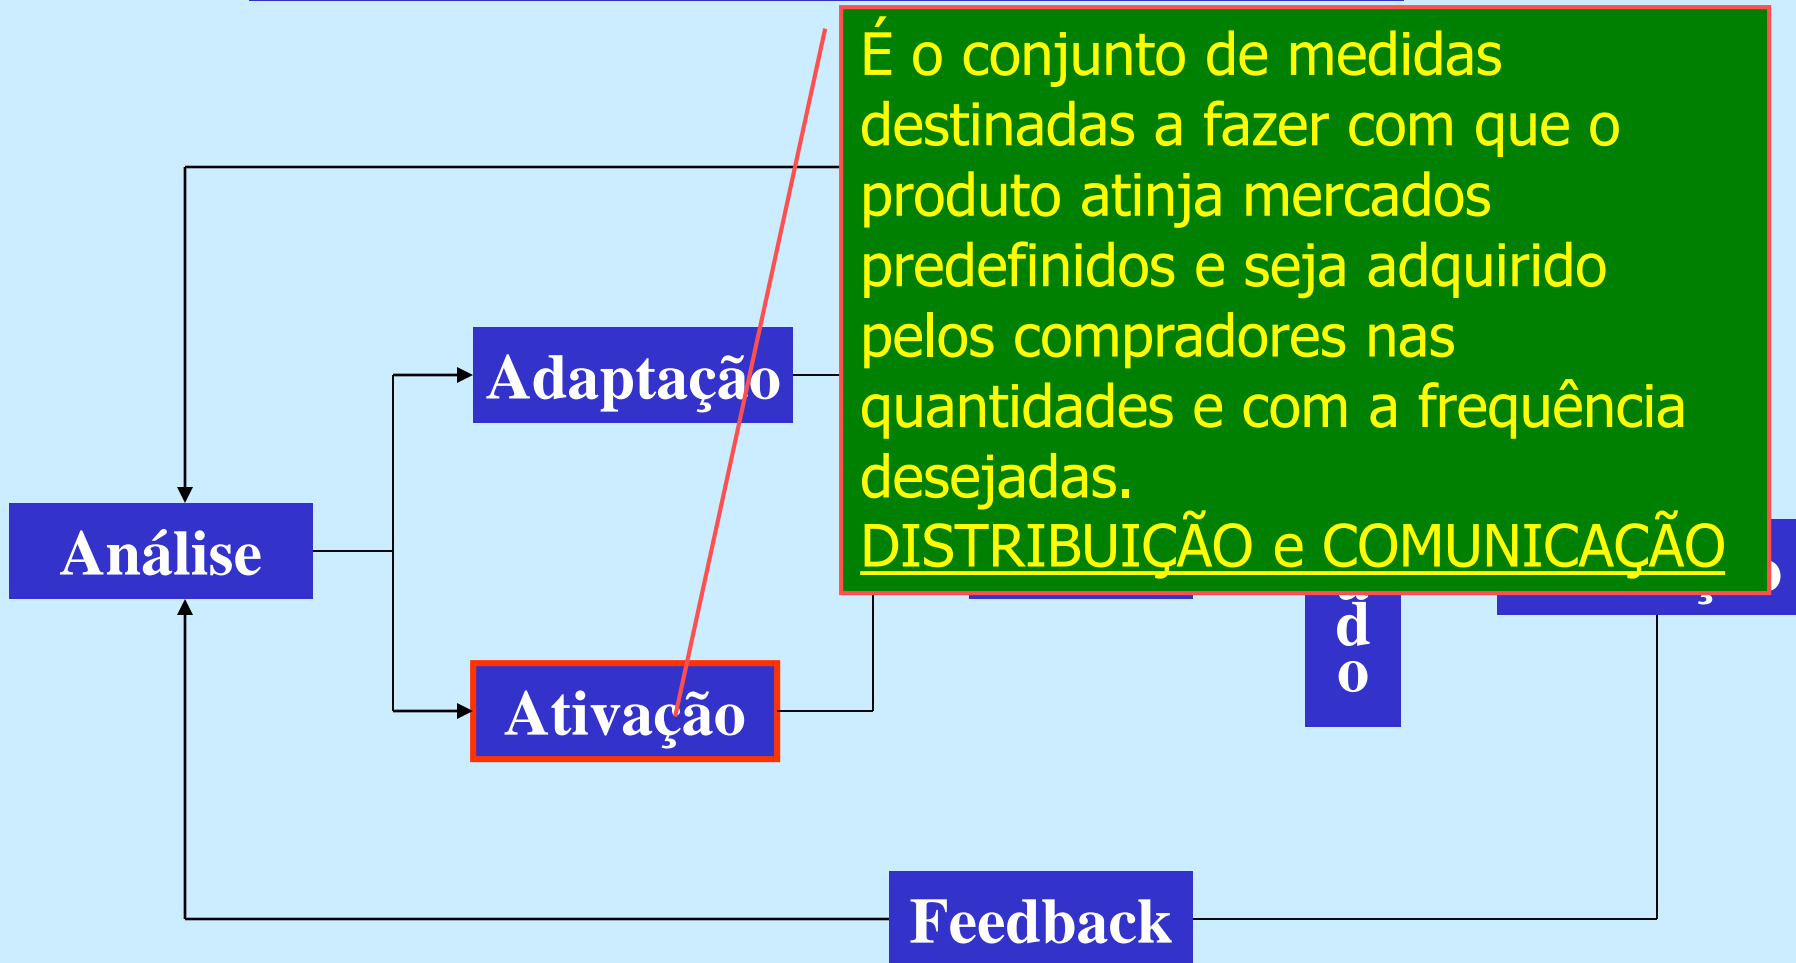 É o conjunto de medidas
destinadas a fazer com que o
produto atinja mercados
predefinidos e seja adquirido
pelos compradores nas
quantidades e com a frequência
desejadas.
DISTRIBUIÇÃO e COMUNICAÇÃO
Adaptação
Análise
d
o
Ativação
Feedback